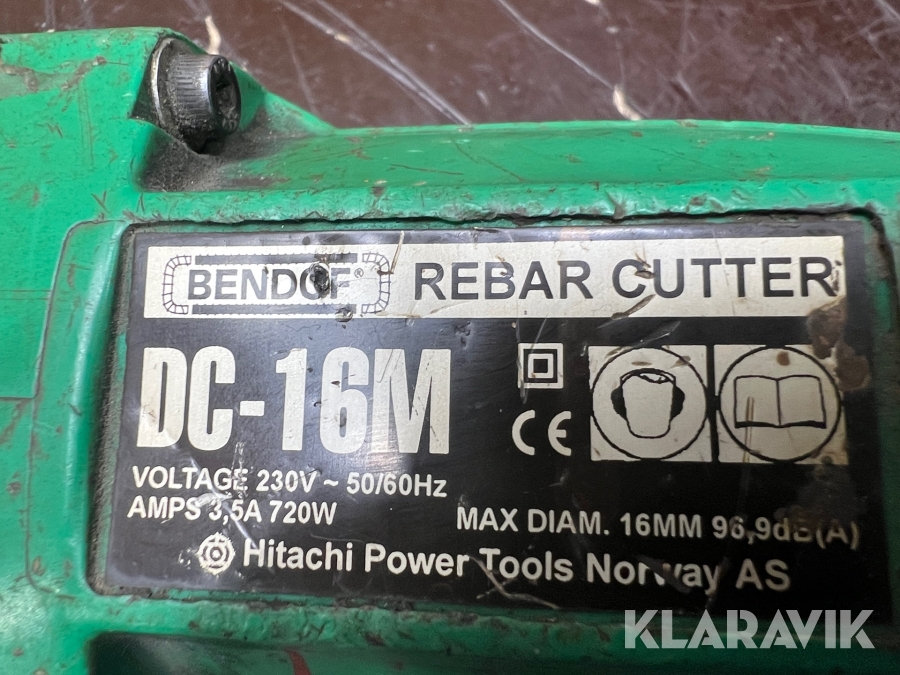 BENDOF® REBAR CUTTER
DC-16M
CE
VOLTAGE 230V ~ 50/60Hz
AMPS 3,5A 720W
MAX DIAM. 16MM 96,9dB(A)
Hitachi Power Tools Norway AS
KLARAVIK